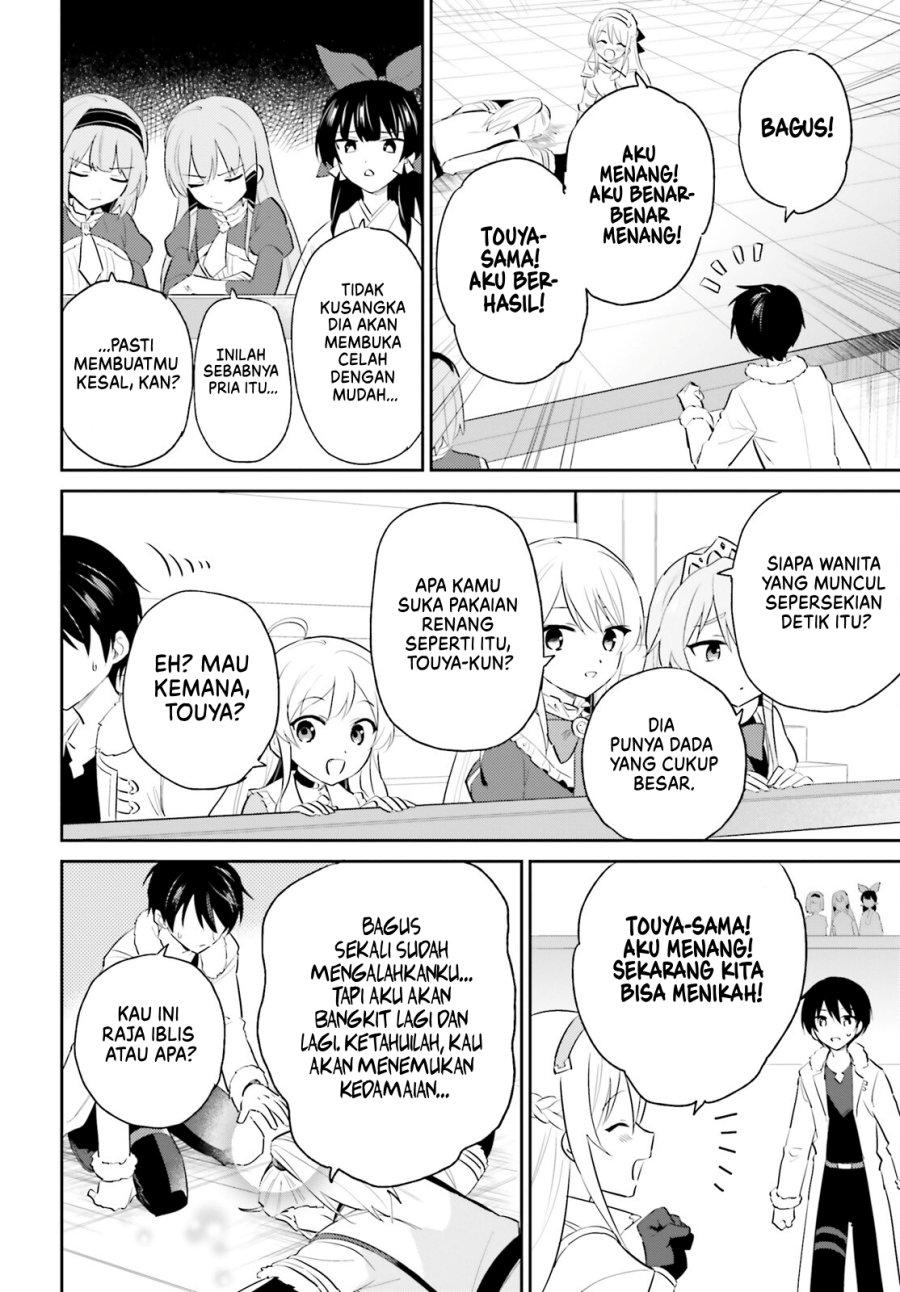 BAGUS!
AKU
MENANG!
AKU BENAR-
BENAR
MENANG!
TOUYA-
SAMA!
AKU BER-
HASIL!
TIDAK
KUSANGKA
DIA AKAN
MEMBUKA
CELAH
DENGAN
MUDAH...
INILAH
SEBABNYA
PRIA ITU...
...PASTI
MEMBUATMU
KESAL, KAN?
SIAPA WANITA
YANG MUNCUL
SEPERSEKIAN
DETIK ITU?
DIA
PUNYA DADA
YANG CUKUP
BESAR.
APA KAMU
SUKA PAKAIAN
RENANG
SEPERTI ITU,
TOUYA-KUN?
EH? MAU
KEMANA,
TOUYA?
TOUYA-SAMA!
AKU MENANG!
SEKARANG KITA
BISA MENIKAH!
BAGUS
SEKALI SUDAH
MENGALAHKANKU...
TAPI AKU AKAN
BANGKIT LAGI DAN
LAGI. KETAHUILAH, KAU
AKAN MENEMUKAN
KEDAMAIAN...
KAU INI
RAJA IBLIS
ATAU APA?